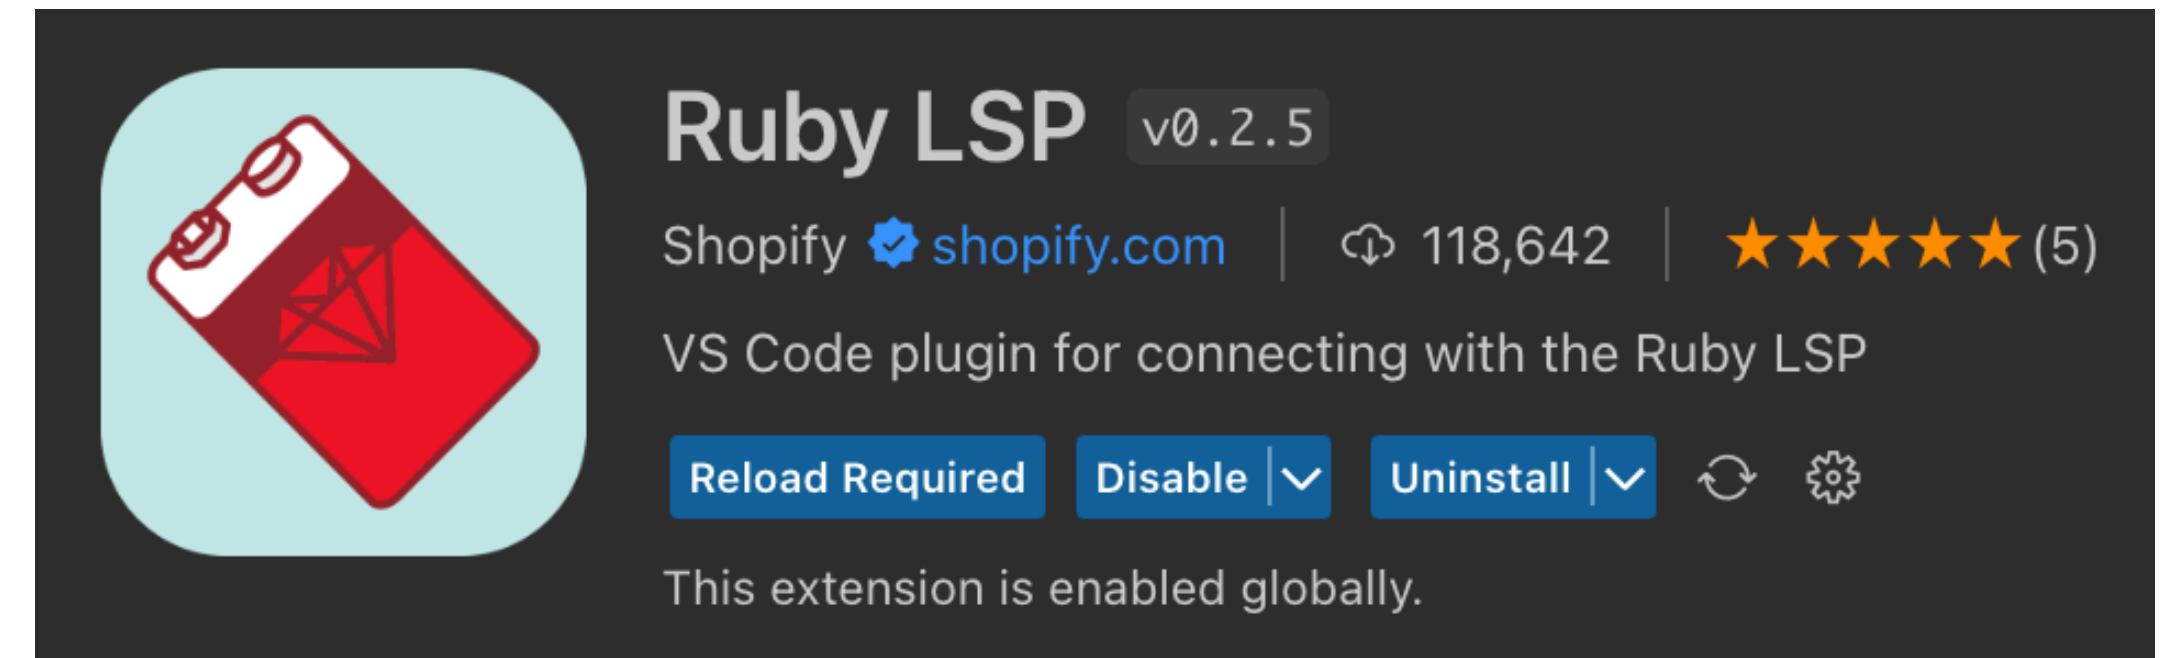 Ruby LSP v0.2.5
Shopify shopify.com 118,642 (5)
VS Code plugin for connecting with the Ruby LSP
Reload Required Disable Uninstall
This extension is enabled globally.